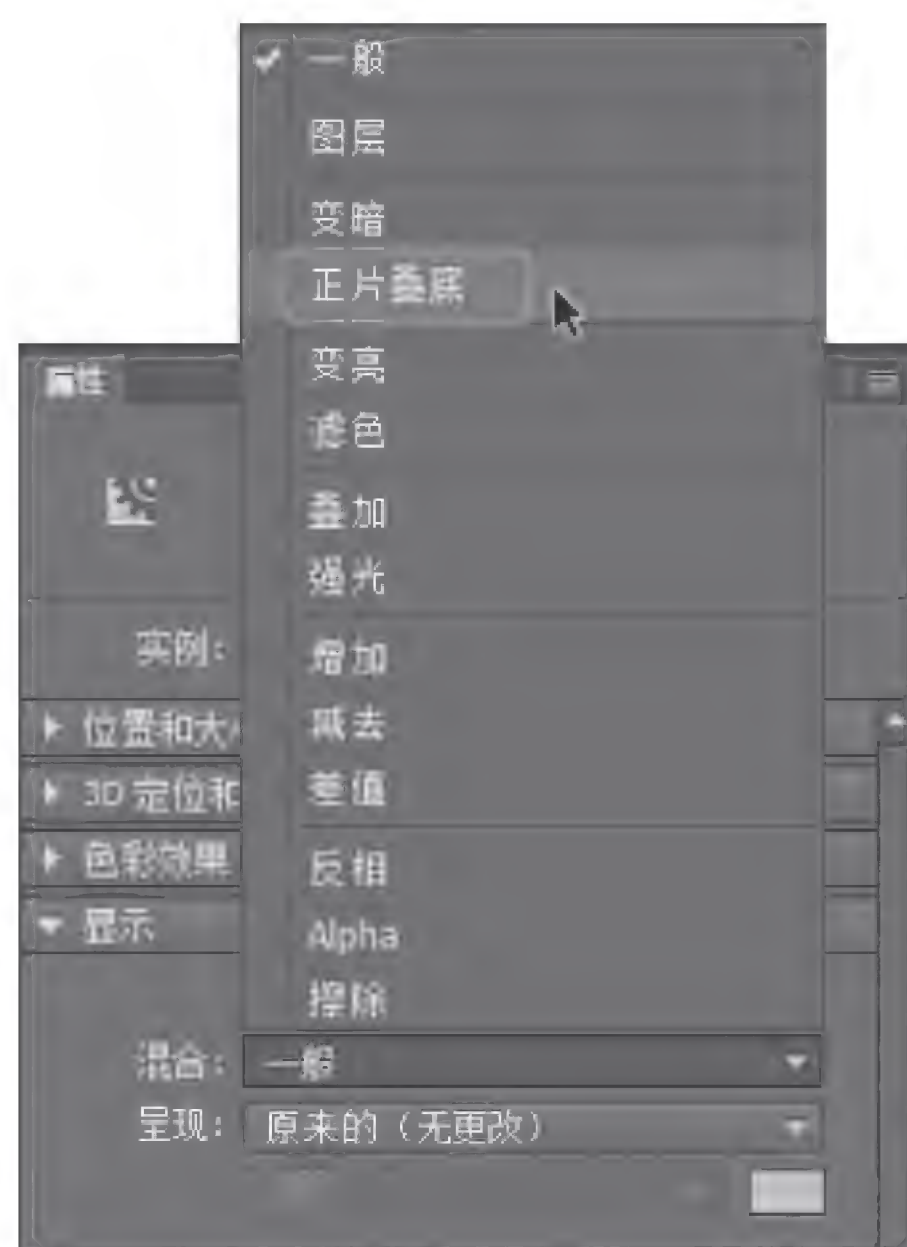 一般
图层
变暗
正片叠底
变亮
滤色
叠加
强光
增加
减去
差值
反相
Alpha
擦除
属性
实例:
位置和大小
3D 定位和
色彩效果
显示
混合: 一般
呈现: 原来的（无更改）